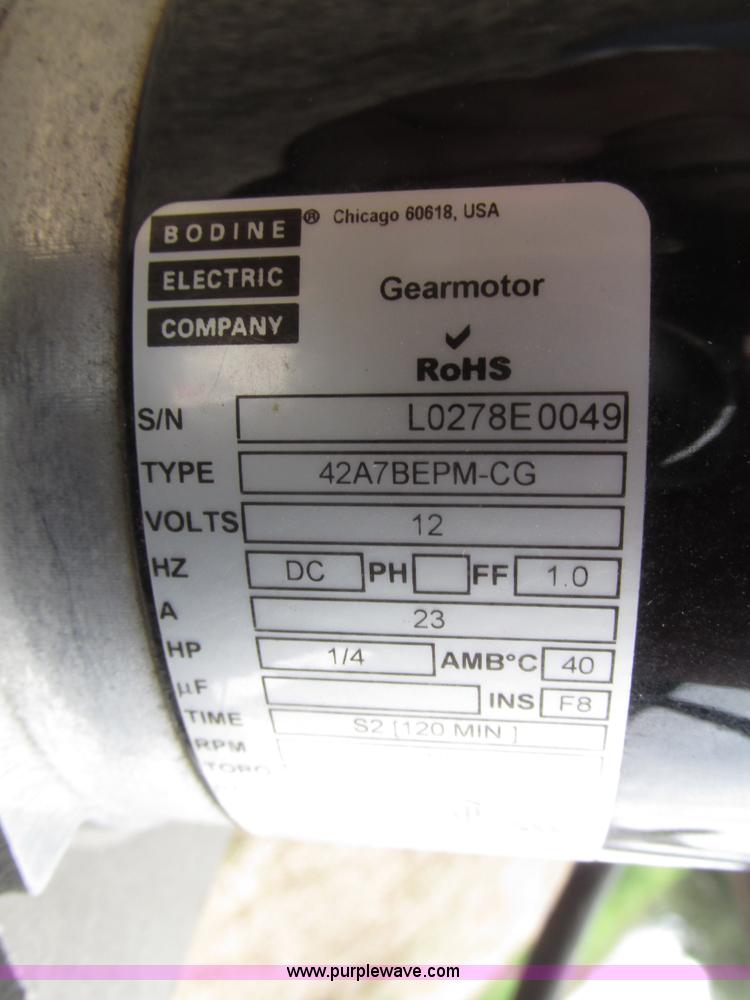 BODINE ® Chicago 60618, USA
ELECTRIC
COMPANY
Gearmotor
RoHS
S/N L0278E0049
TYPE 42A7BEPM-CG
VOLTS 12
HZ DC PH FF 1.0
A 23
HP 1/4 AMB°C 40
µF INS F8
TIME S2 [120 MIN ]
RPM
www.purplewave.com